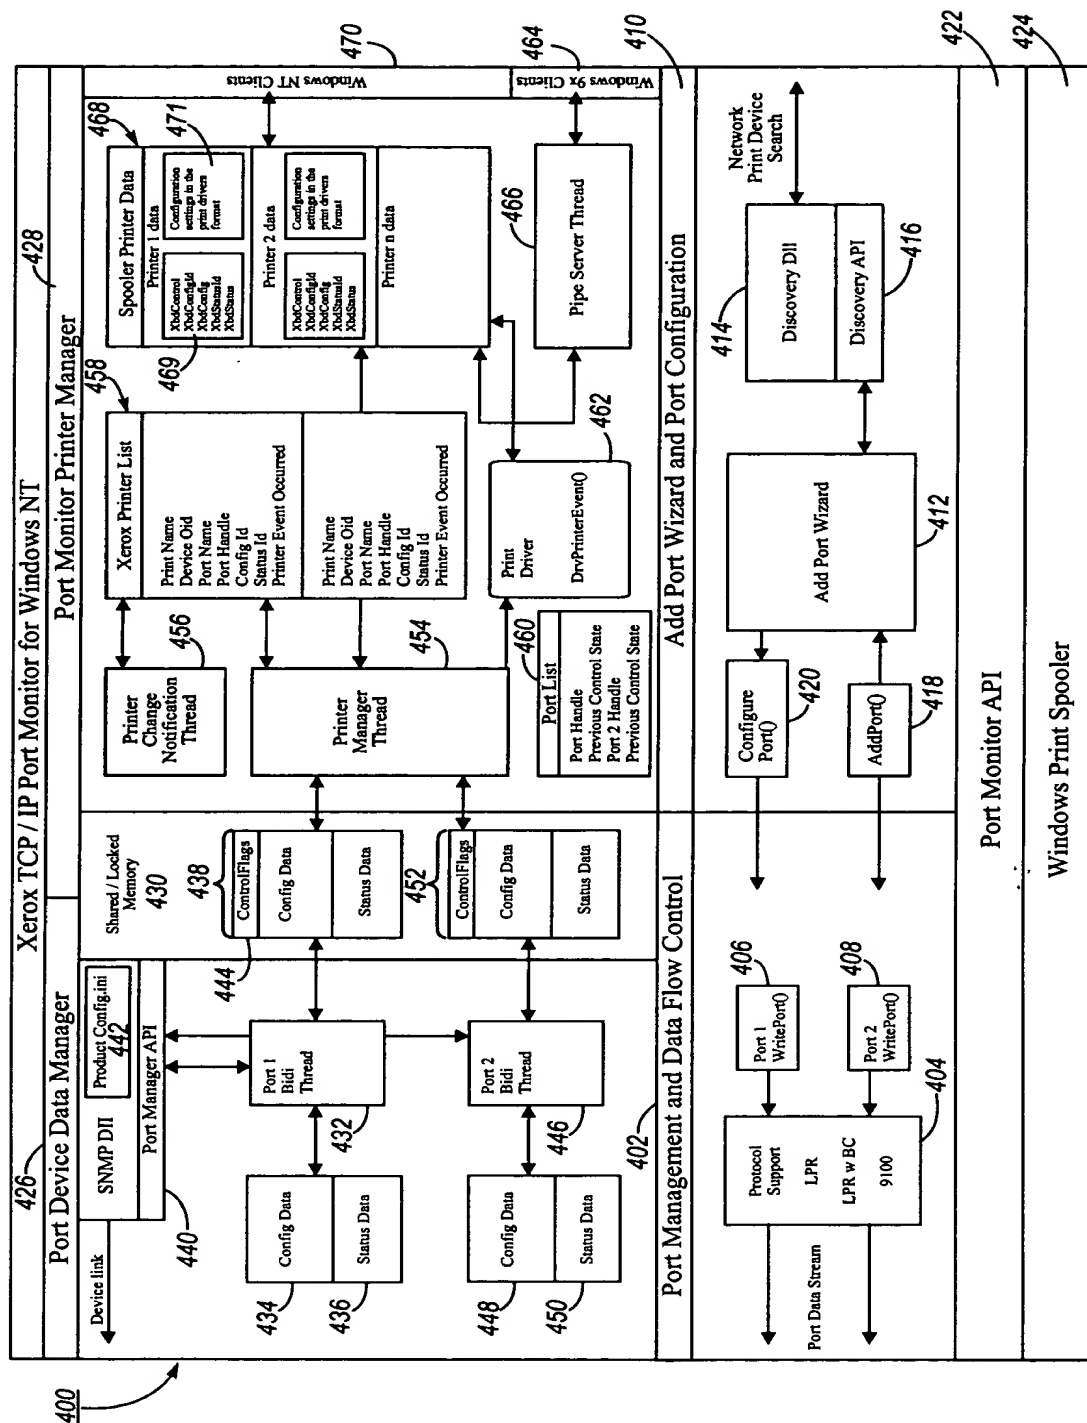 400
Xerox TCP / IP Port Monitor for Windows NT
426
428
Port Device Data Manager
Port Monitor Printer Manager
Device link
SNMP Dll
Product Config.ini
442
Port Manager API
440
Config Data
434
Status Data
436
Config Data
448
Status Data
450
Port 1
Bidi
Thread
432
Port 2
Bidi
Thread
446
Shared / Locked
Memory
430
438
ControlFlags
Config Data
Status Data
444
452
ControlFlags
Config Data
Status Data
Printer
Change
Notification
Thread
456
Printer
Manager
Thread
454
Port List
460
Port Handle
Previous Control State
Port 2 Handle
Previous Control State
Xerox Printer List
458
Print Name
Device Oid
Port Name
Port Handle
Config Id
Status Id
Printer Event Occurred
Print Name
Device Oid
Port Name
Port Handle
Config Id
Status Id
Printer Event Occurred
Print
Driver
DrvPrinterEvent()
462
Spooler Printer Data
468
Printer 1 data
XbdControl
XbdConfigId
XbdConfig
XbdStatusId
XbdStatus
469
Configuration
settings in the
print drivers
format
471
Printer 2 data
XbdControl
XbdConfigId
XbdConfig
XbdStatusId
XbdStatus
Configuration
settings in the
print drivers
format
Printer n data
Pipe Server Thread
466
Windows NT Clients
470
Windows 9x Clients
464
402
Port Management and Data Flow Control
Add Port Wizard and Port Configuration
410
Port Data Stream
Protocol
Support
LPR
LPR w BC
9100
404
Port 1
WritePort()
406
Port 2
WritePort()
408
Configure
Port()
420
AddPort()
418
Add Port Wizard
412
Discovery Dll
414
Discovery API
416
Network
Print Device
Search
Port Monitor API
422
Windows Print Spooler
424